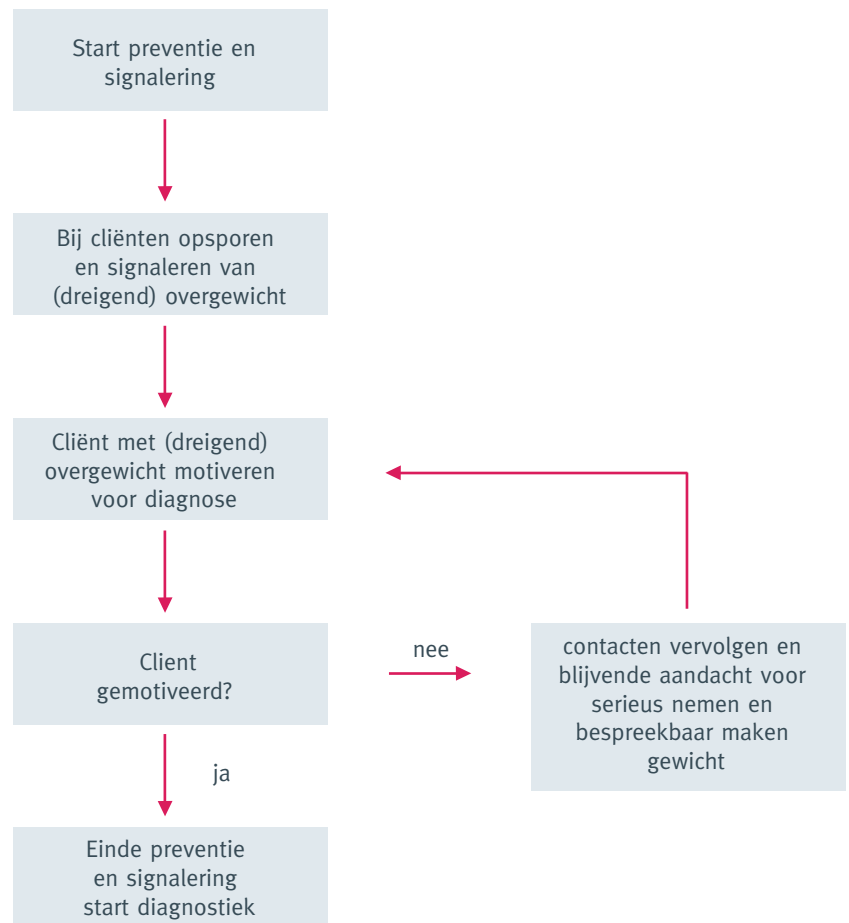 Start preventie en
signalering
Bij cliënten opsporen
en signaleren van
(dreigend) overgewicht
Cliënt met (dreigend)
overgewicht motiveren
voor diagnose
Client
gemotiveerd?
nee
contacten vervolgen en
blijvende aandacht voor
serieus nemen en
bespreekbaar maken
gewicht
ja
Einde preventie
en signalering
start diagnostiek